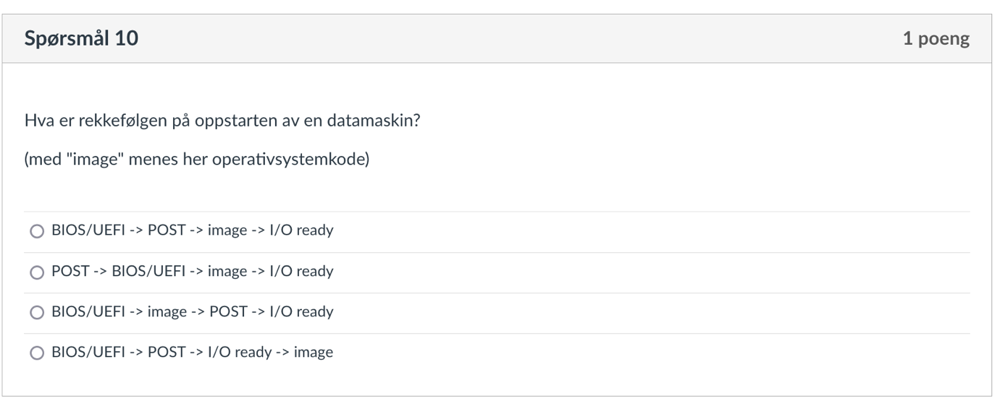 Spørsmål 10
1 poeng
Hva er rekkefølgen på oppstarten av en datamaskin?
(med "image" menes her operativsystemkode)
BIOS/UEFI -> POST -> image -> I/O ready
POST -> BIOS/UEFI -> image -> I/O ready
BIOS/UEFI -> image -> POST -> I/O ready
BIOS/UEFI -> POST -> I/O ready -> image